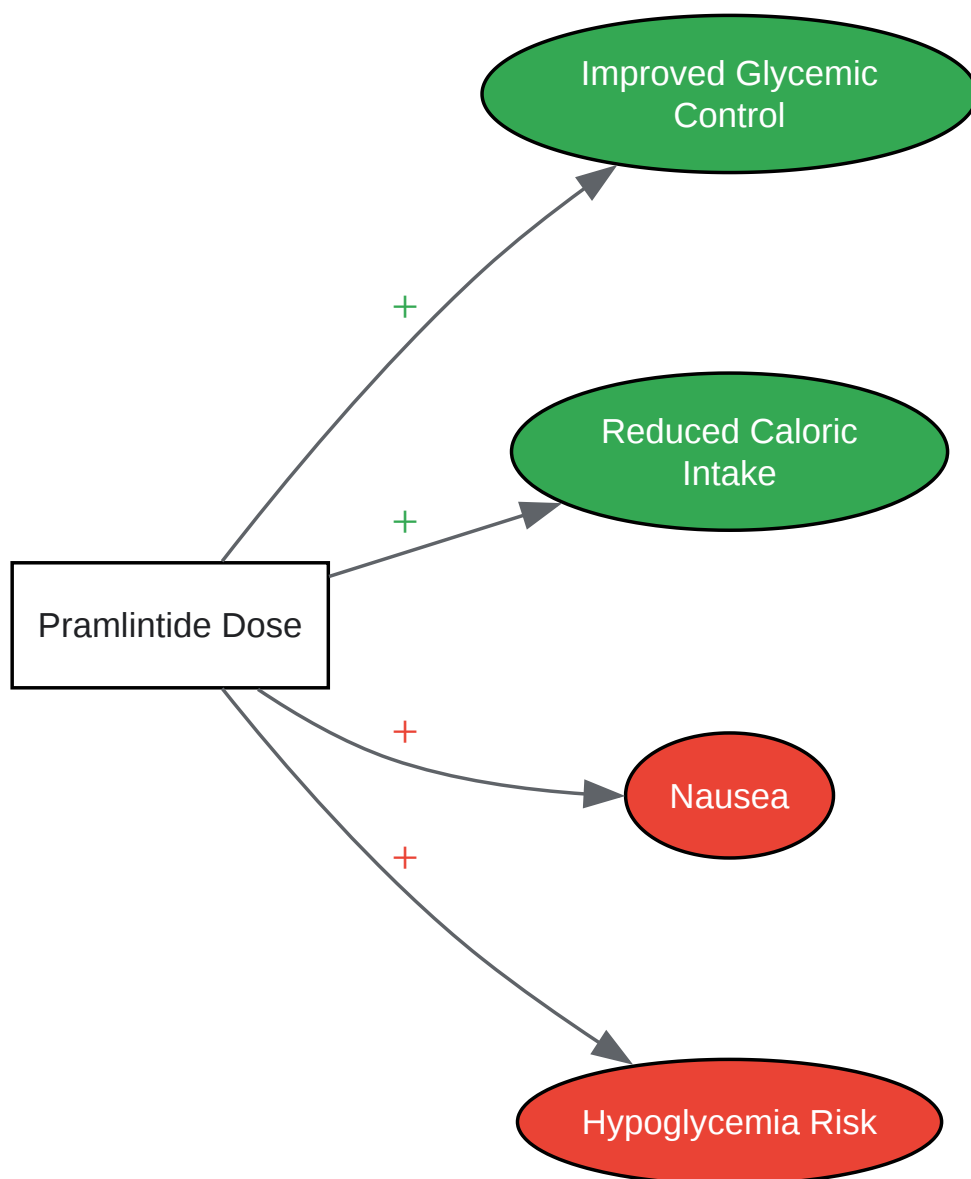 Improved Glycemic
Control
+
Reduced Caloric
Intake
+
Pramlintide Dose
+
Nausea
+
Hypoglycemia Risk